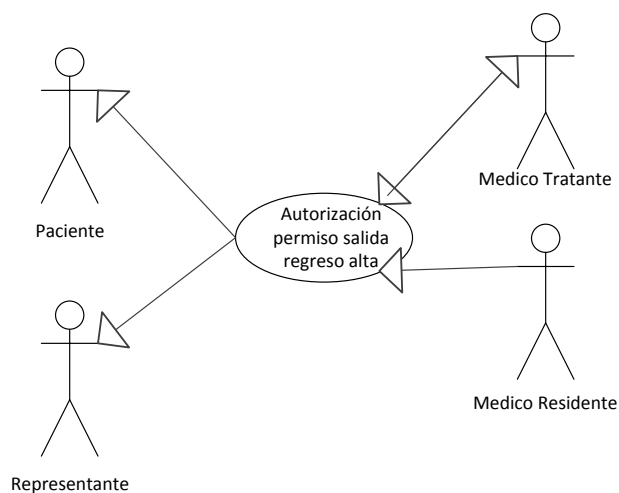 Medico Tratante
Paciente
Autorización
permiso salida
regreso alta
Medico Residente
Representante